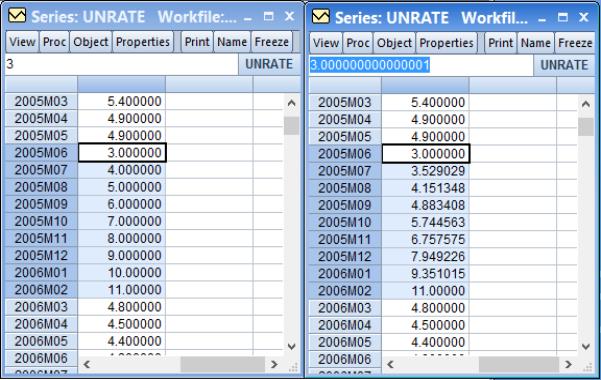 Series: UNRATE Workfile:...
View Proc Object Properties Print Name Freeze
3 UNRATE
2005M03 5.400000
2005M04 4.900000
2005M05 4.900000
2005M06 3.000000
2005M07 4.000000
2005M08 5.000000
2005M09 6.000000
2005M10 7.000000
2005M11 8.000000
2005M12 9.000000
2006M01 10.00000
2006M02 11.00000
2006M03 4.800000
2006M04 4.500000
2006M05 4.400000
2006M06
Series: UNRATE Workfil...
View Proc Object Properties Print Name Freeze
3.000000000000001 UNRATE
2005M03 5.400000
2005M04 4.900000
2005M05 4.900000
2005M06 3.000000
2005M07 3.529029
2005M08 4.151348
2005M09 4.883408
2005M10 5.744563
2005M11 6.757575
2005M12 7.949226
2006M01 9.351015
2006M02 11.00000
2006M03 4.800000
2006M04 4.500000
2006M05 4.400000
2006M06